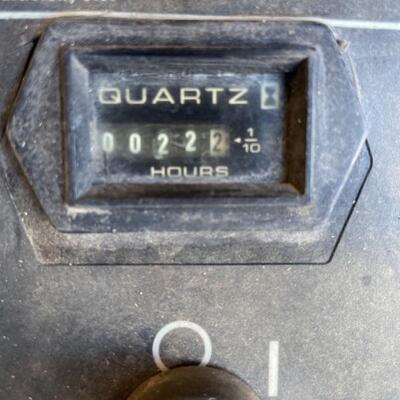 QUARTZ
00222 1/10
HOURS
O I